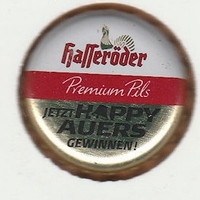 Hasseröder
Premium Pils
JETZT HAPPY
AUERS
GEWINNEN!